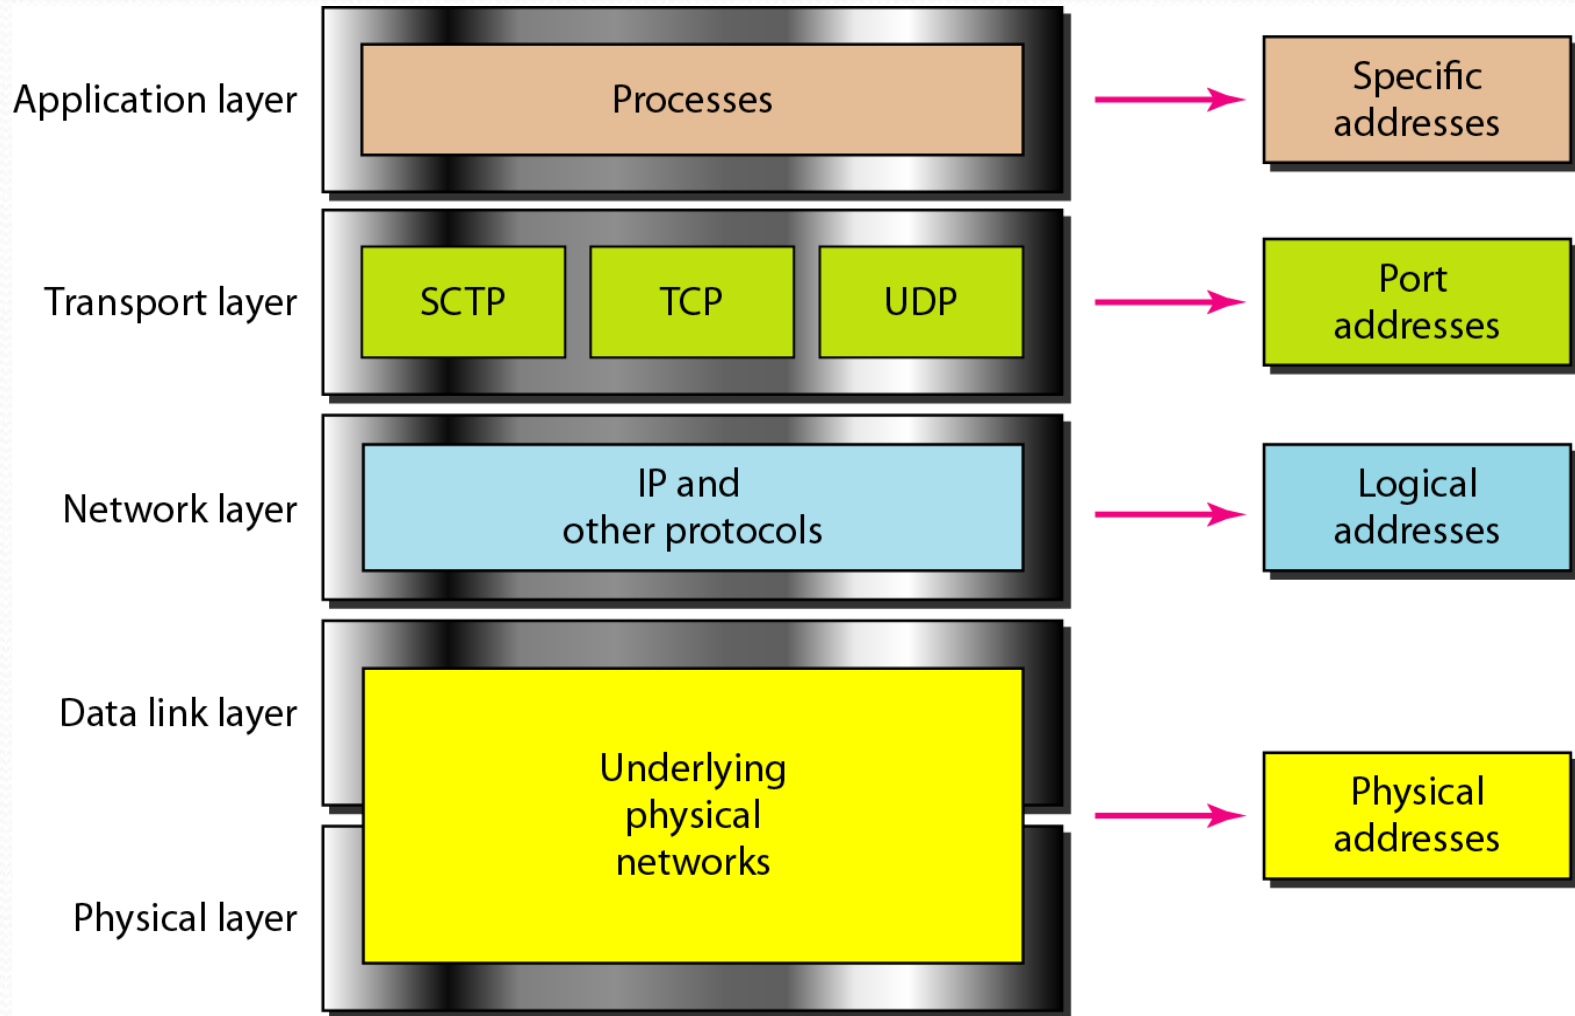 Application layer
Processes
Specific
addresses
Transport layer
SCTP
TCP
UDP
Port
addresses
Network layer
IP and
other protocols
Logical
addresses
Data link layer
Underlying
physical
networks
Physical
addresses
Physical layer